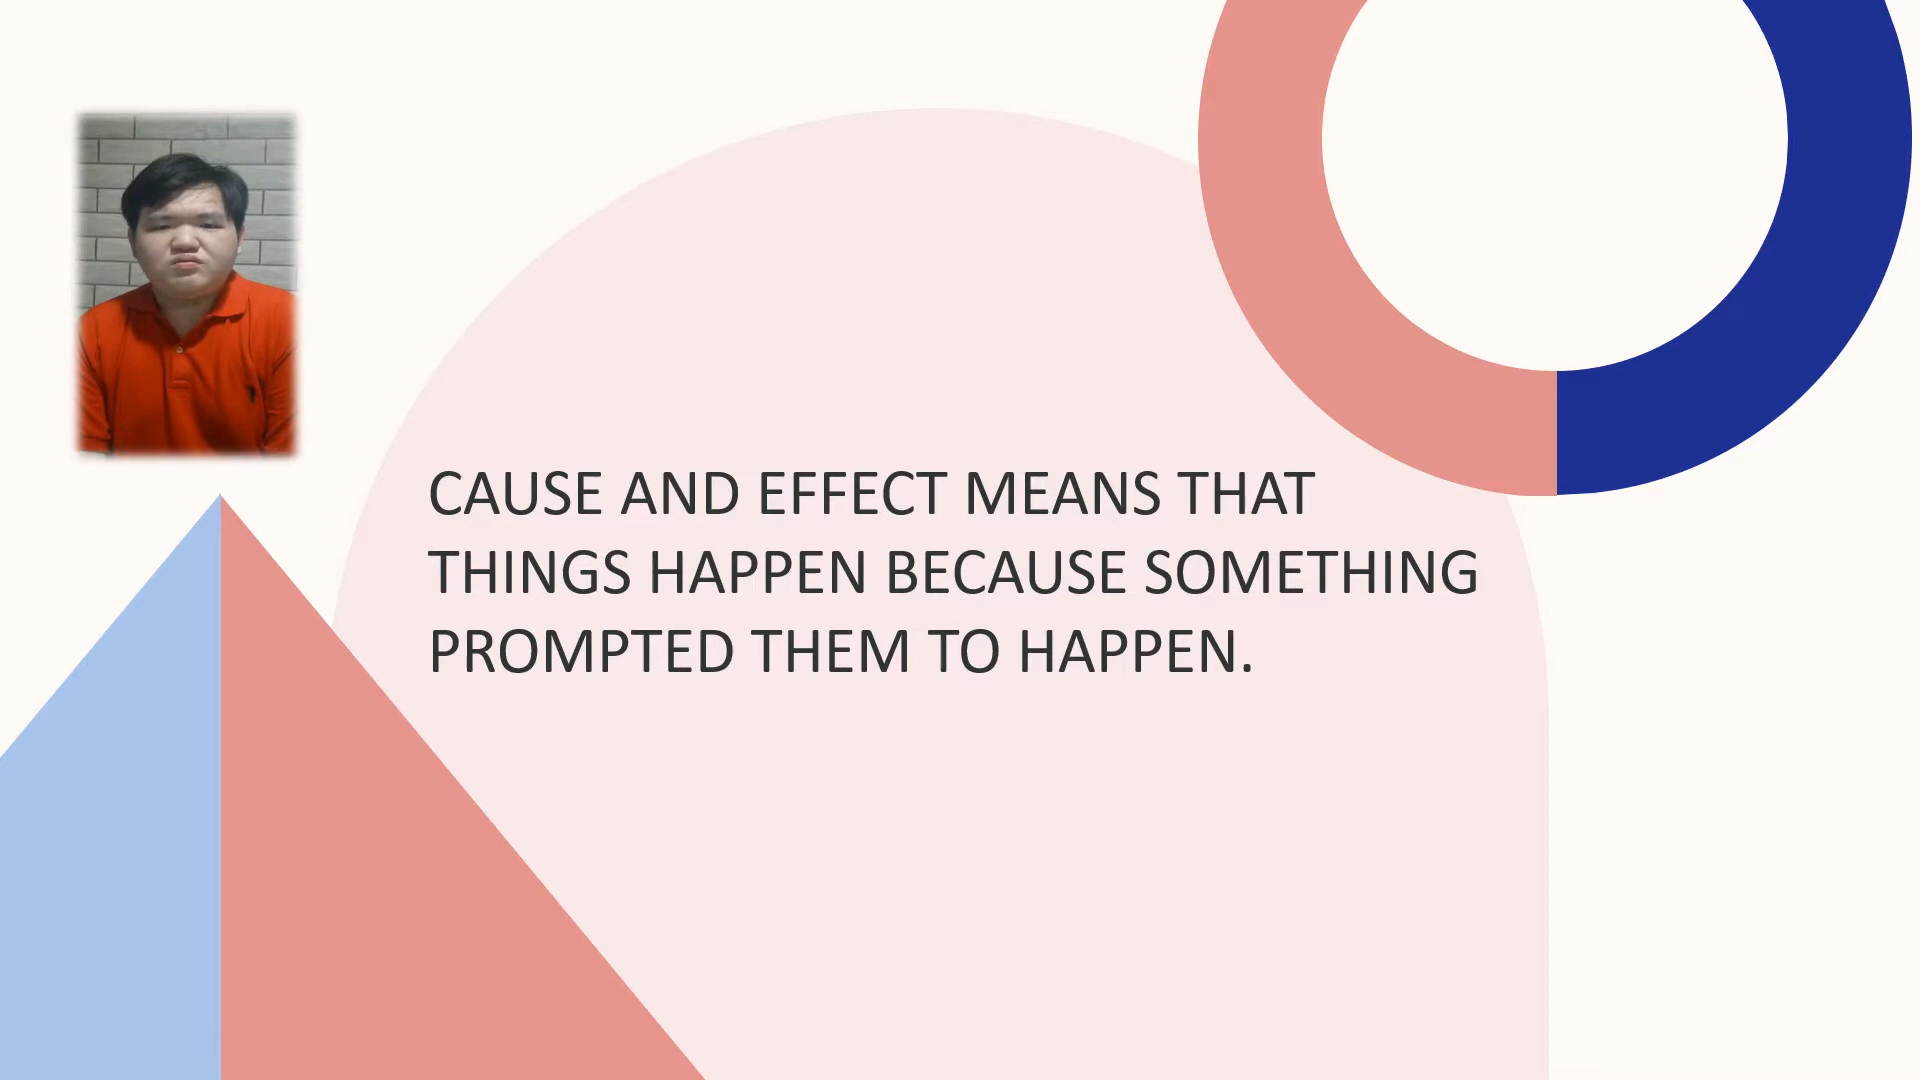 CAUSE AND EFFECT MEANS THAT
THINGS HAPPEN BECAUSE SOMETHING
PROMPTED THEM TO HAPPEN.